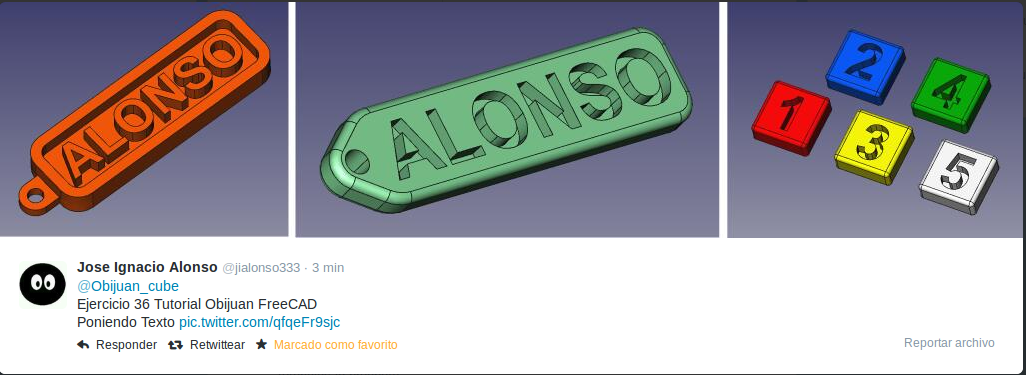 ALONSO
ALONSO
1
2
3
4
5
Jose Ignacio Alonso @jialonso333 · 3 min
@Obijuan_cube
Ejercicio 36 Tutorial Obijuan FreeCAD
Poniendo Texto pic.twitter.com/qfqeFr9sjc
Responder Retwittear Marcado como favorito
Reportar archivo